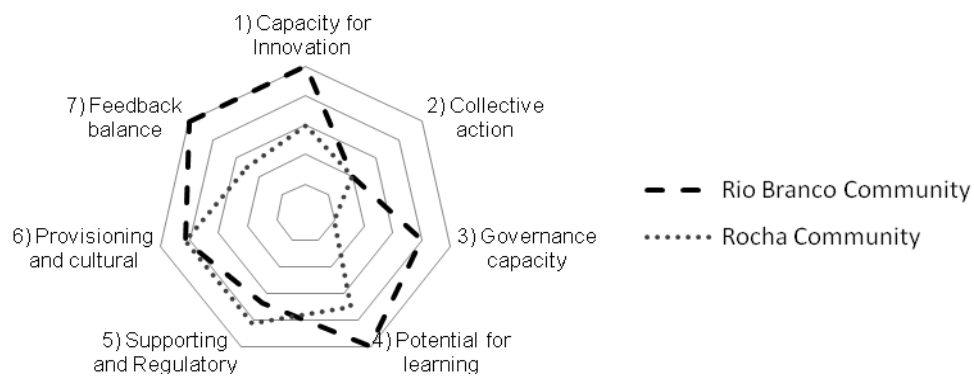 1) Capacity for
Innovation
7) Feedback
balance
2) Collective
action
6) Provisioning
and cultural
3) Governance
capacity
5) Supporting
and Regulatory
4) Potential for
learning
Rio Branco Community
Rocha Community